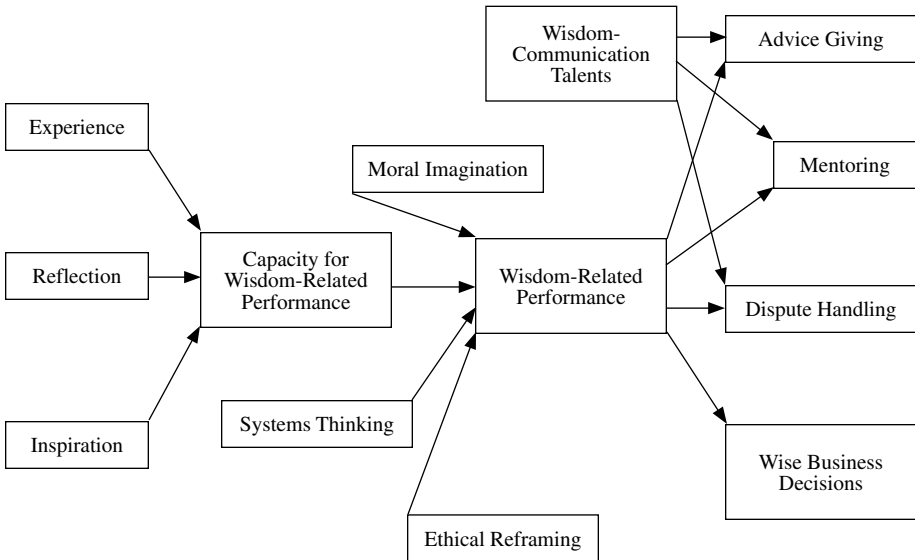 Wisdom-
Communication
Talents
Advice Giving
Experience
Moral Imagination
Mentoring
Reflection
Capacity for
Wisdom-Related
Performance
Wisdom-Related
Performance
Dispute Handling
Systems Thinking
Inspiration
Wise Business
Decisions
Ethical Reframing